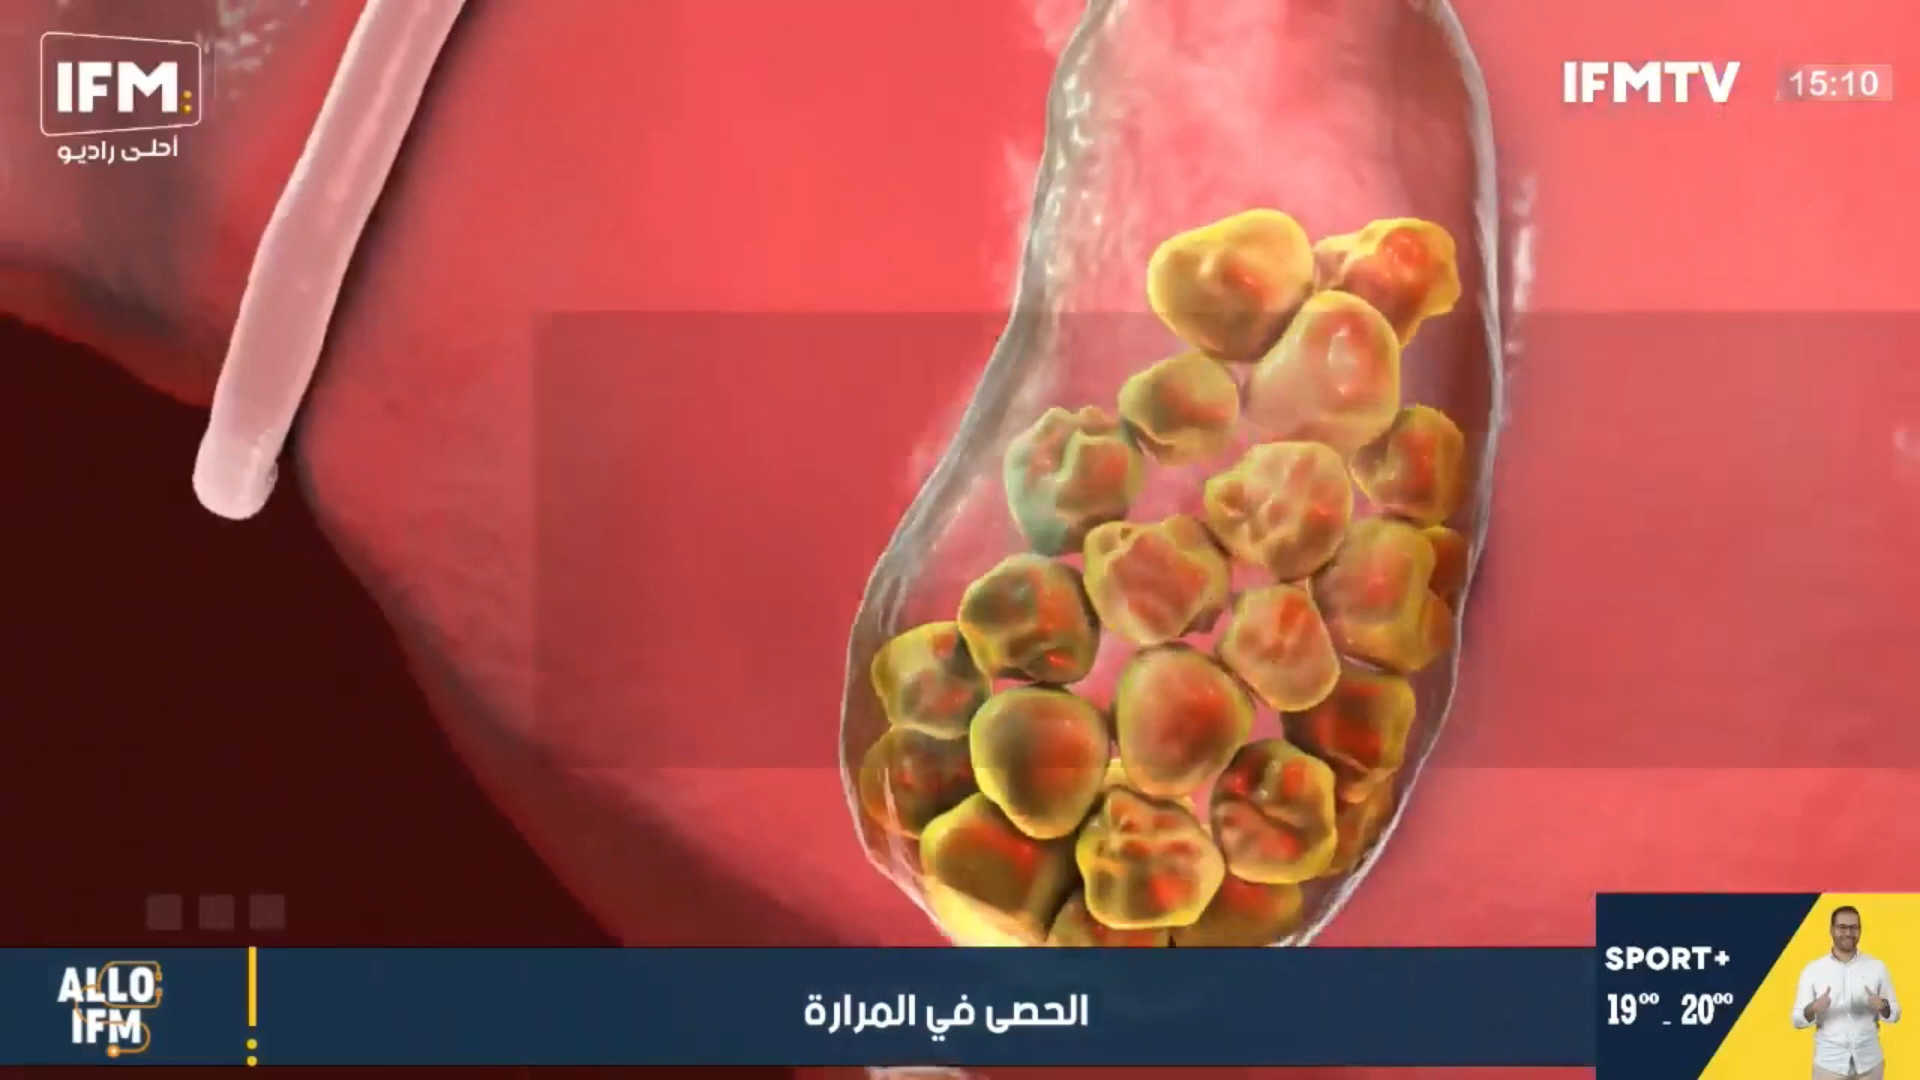 IFM:
أحلى راديو
IFMTV
15:10
ALLO
IFM
الحصى في المرارة
SPORT+
19⁰⁰ - 20⁰⁰